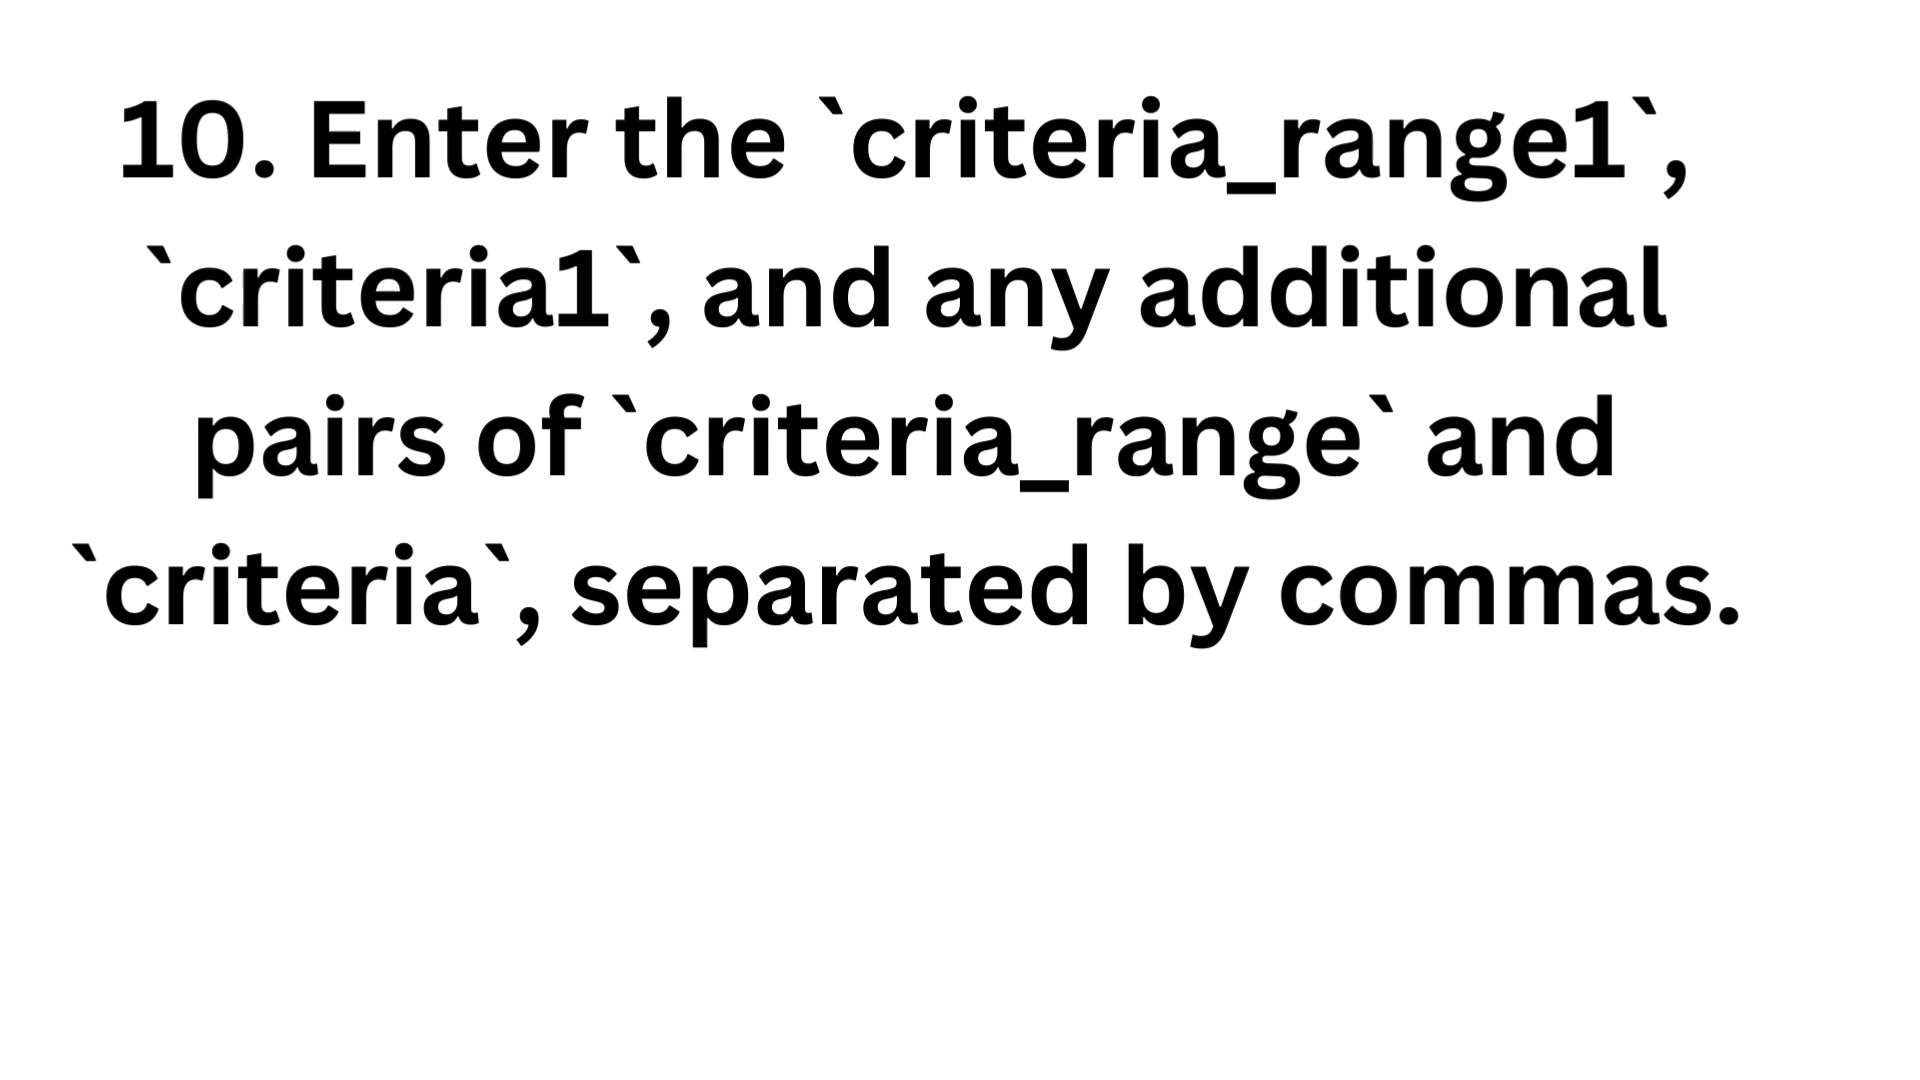 10. Enter the `criteria_range1`,
`criteria1`, and any additional
pairs of `criteria_range` and
`criteria`, separated by commas.